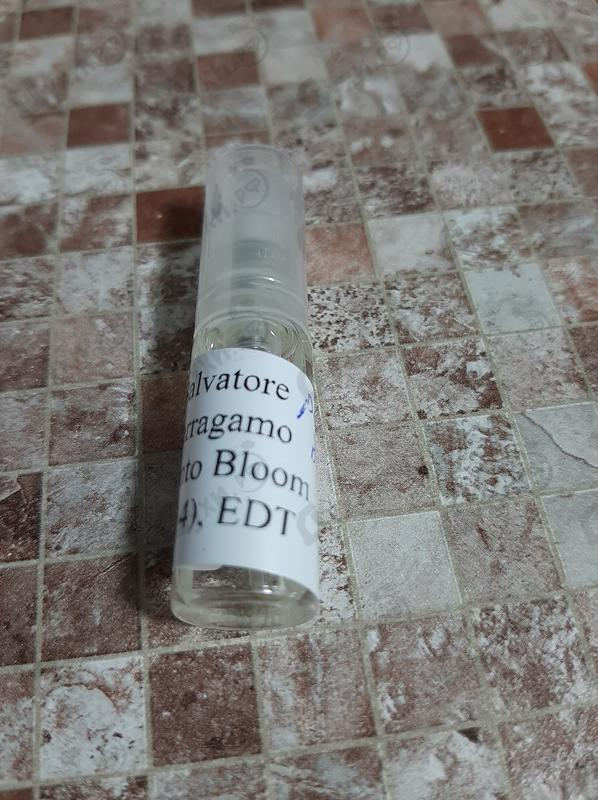 alvatore
rragamo
rto Bloom
4), EDT